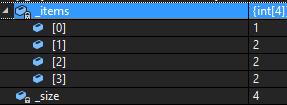 _items {int[4]}
[0] 1
[1] 2
[2] 2
[3] 2
_size 4